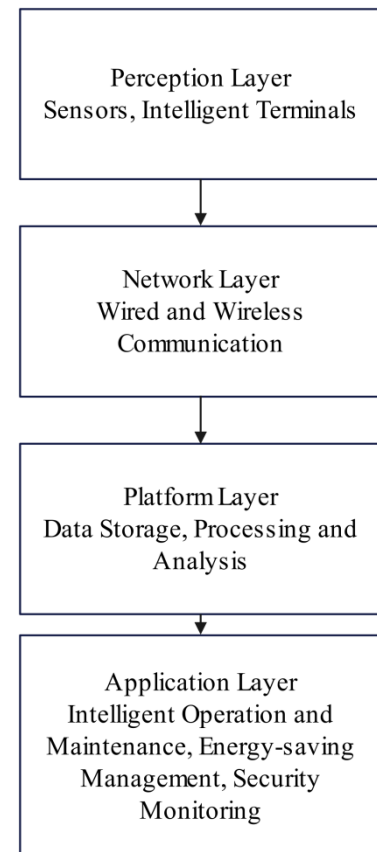 Perception Layer
Sensors, Intelligent Terminals
Network Layer
Wired and Wireless
Communication
Platform Layer
Data Storage, Processing and
Analysis
Application Layer
Intelligent Operation and
Maintenance, Energy-saving
Management, Security
Monitoring